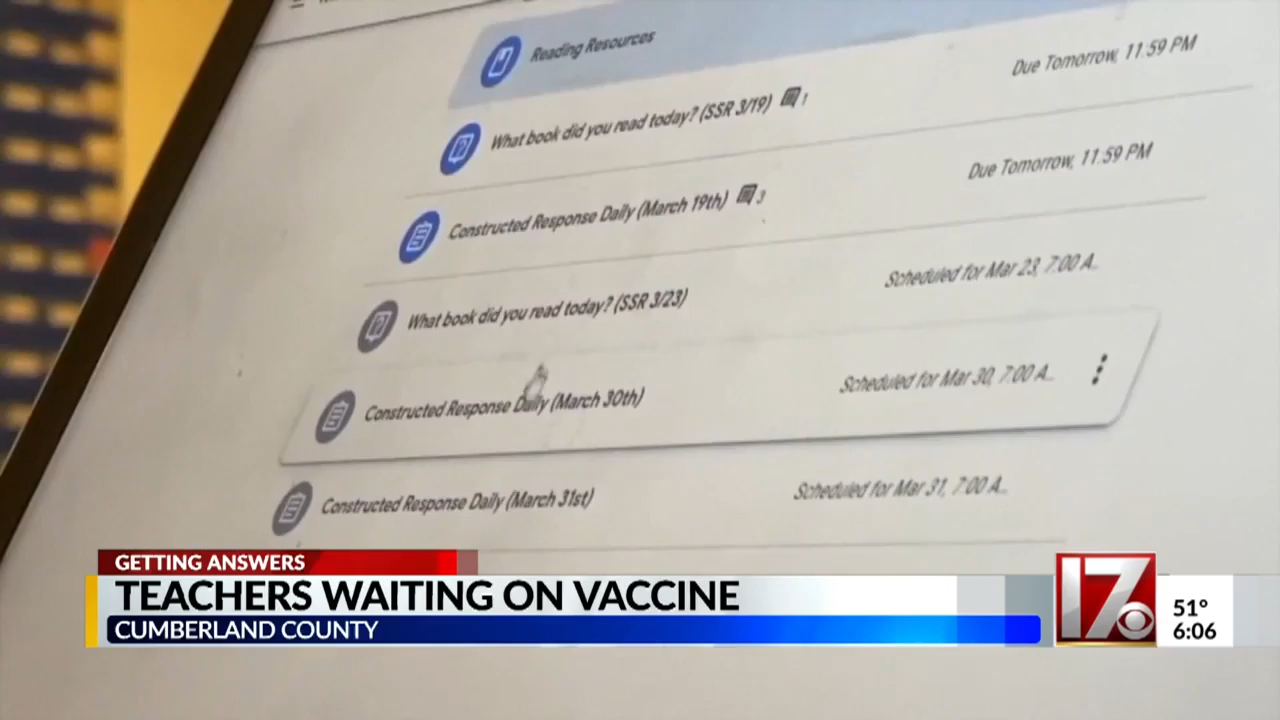 Reading Resources
Due Tomorrow, 11:59 PM
What book did you read today? (SSR 3/19) 1
Due Tomorrow, 11:59 PM
Constructed Response Daily (March 19th) 3
Scheduled for Mar 23, 7:00 A...
What book did you read today? (SSR 3/23)
Scheduled for Mar 30, 7:00 A...
Constructed Response Daily (March 30th)
Scheduled for Mar 31, 7:00 A...
Constructed Response Daily (March 31st)
GETTING ANSWERS
TEACHERS WAITING ON VACCINE
CUMBERLAND COUNTY
17
51°
6:06